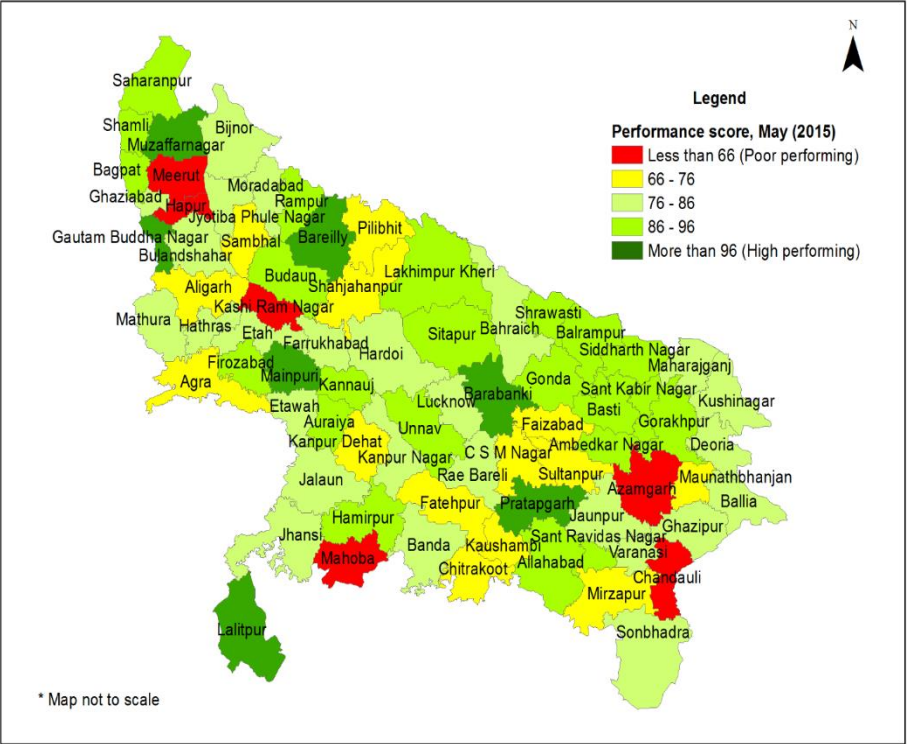 N
Legend
Performance score, May (2015)
Less than 66 (Poor performing)
66 - 76
76 - 86
86 - 96
More than 96 (High performing)
Saharanpur
Shamli
Bijnor
Muzaffarnagar
Bagpat
Meerut
Moradabad
Ghaziabad
Hapur
Rampur
Jyotiba Phule Nagar
Pilibhit
Gautam Buddha Nagar
Sambhal
Bareilly
Bulandshahar
Lakhimpur Kheri
Budaun
Aligarh
Shahjahanpur
Kashi Ram Nagar
Shrawasti
Mathura
Hathras
Etah
Sitapur
Bahraich
Balrampur
Farrukhabad
Siddharth Nagar
Hardoi
Maharajganj
Firozabad
Mainpuri
Agra
Kannauj
Gonda
Sant Kabir Nagar
Barabanki
Kushinagar
Etawah
Lucknow
Basti
Auraiya
Unnav
Faizabad
Gorakhpur
Kanpur
Dehat
Ambedkar Nagar
Deoria
Kanpur Nagar
C S M Nagar
Rae Bareli
Sultanpur
Maunathbhanjan
Jalaun
Azamgarh
Fatehpur
Pratapgarh
Ballia
Hamirpur
Jaunpur
Ghazipur
Jhansi
Sant Ravidas Nagar
Banda
Kaushambi
Varanasi
Mahoba
Chitrakoot
Allahabad
Chandauli
Mirzapur
Lalitpur
Sonbhadra
* Map not to scale